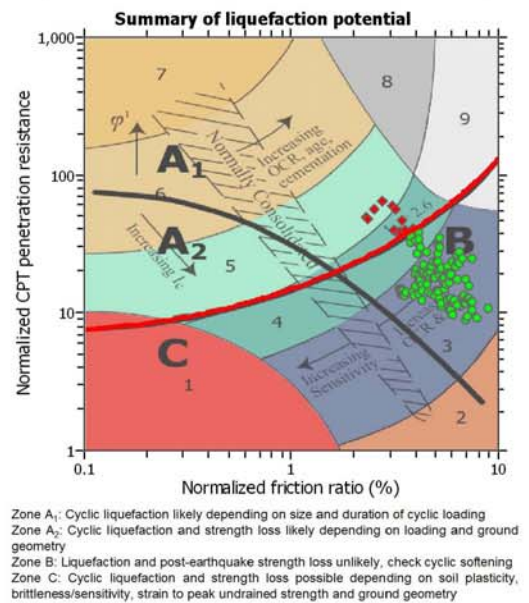 Summary of liquefaction potential
1,000
100
10
1
0.1
1
10
Normalized CPT penetration resistance
Normalized friction ratio (%)
7
8
9
φ'
A1
Increasing
OCR, age,
cementation
Normally Consolidated
6
A2
2.6
B
Increasing Ic
5
4
OCR &
3
C
1
Increasing
Sensitivity
2
Zone A1: Cyclic liquefaction likely depending on size and duration of cyclic loading
Zone A2: Cyclic liquefaction and strength loss likely depending on loading and ground
geometry
Zone B: Liquefaction and post-earthquake strength loss unlikely, check cyclic softening
Zone C: Cyclic liquefaction and strength loss possible depending on soil plasticity,
brittleness/sensitivity, strain to peak undrained strength and ground geometry